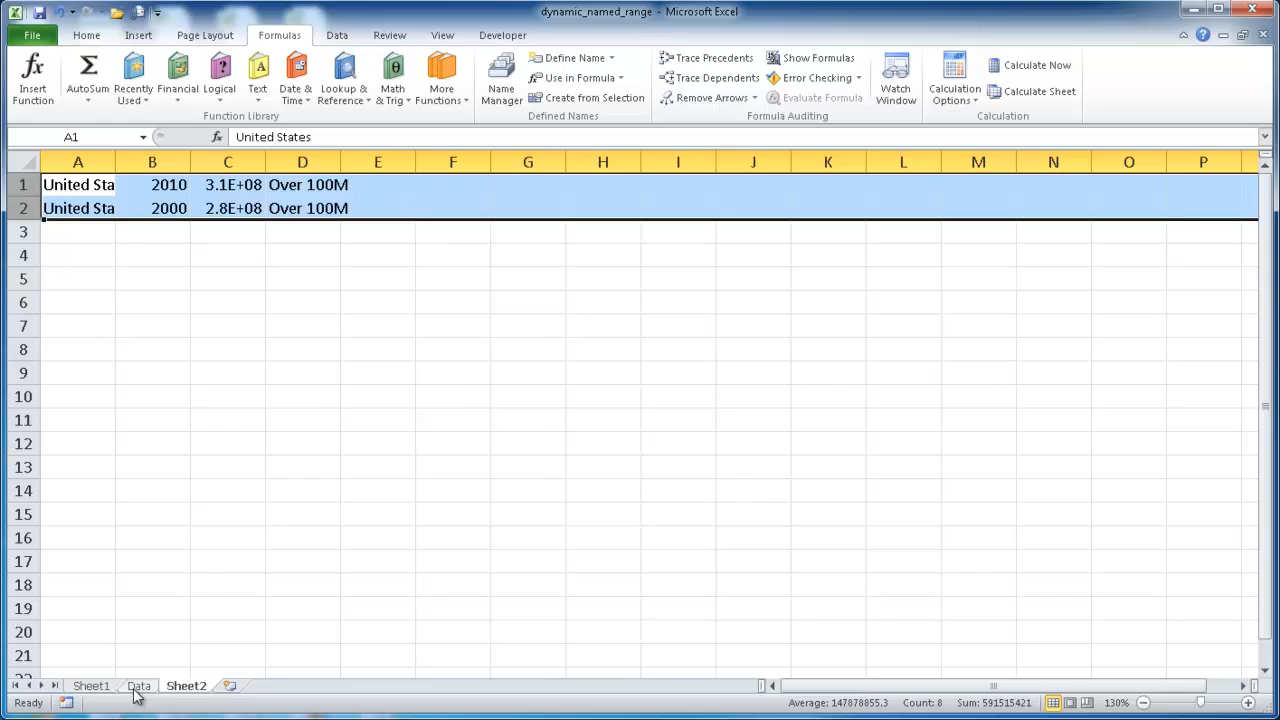 dynamic_named_range - Microsoft Excel
File Home Insert Page Layout Formulas Data Review View Developer
Insert Function
AutoSum
Recently Used
Financial
Logical
Text
Date & Time
Lookup & Reference
Math & Trig
More Functions
Function Library
Name Manager
Define Name
Use in Formula
Create from Selection
Defined Names
Trace Precedents
Trace Dependents
Remove Arrows
Show Formulas
Error Checking
Evaluate Formula
Watch Window
Formula Auditing
Calculation Options
Calculate Now
Calculate Sheet
Calculation
A1 fx United States
A B C D E F G H I J K L M N O P
1 United Sta 2010 3.1E+08 Over 100M
2 United Sta 2000 2.8E+08 Over 100M
3
4
5
6
7
8
9
10
11
12
13
14
15
16
17
18
19
20
21
Sheet1 Data Sheet2
Ready Average: 147878855.3 Count: 8 Sum: 591515421 130%